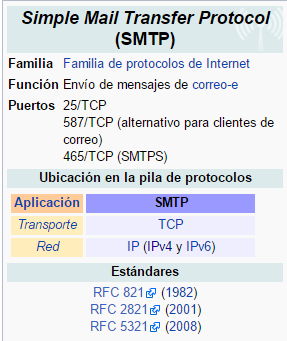 Simple Mail Transfer Protocol
(SMTP)
Familia Familia de protocolos de Internet
Función Envío de mensajes de correo-e
Puertos 25/TCP
587/TCP (alternativo para clientes de
correo)
465/TCP (SMTPS)
Ubicación en la pila de protocolos
Aplicación SMTP
Transporte TCP
Red IP (IPv4 y IPv6)
Estándares
RFC 821 (1982)
RFC 2821 (2001)
RFC 5321 (2008)